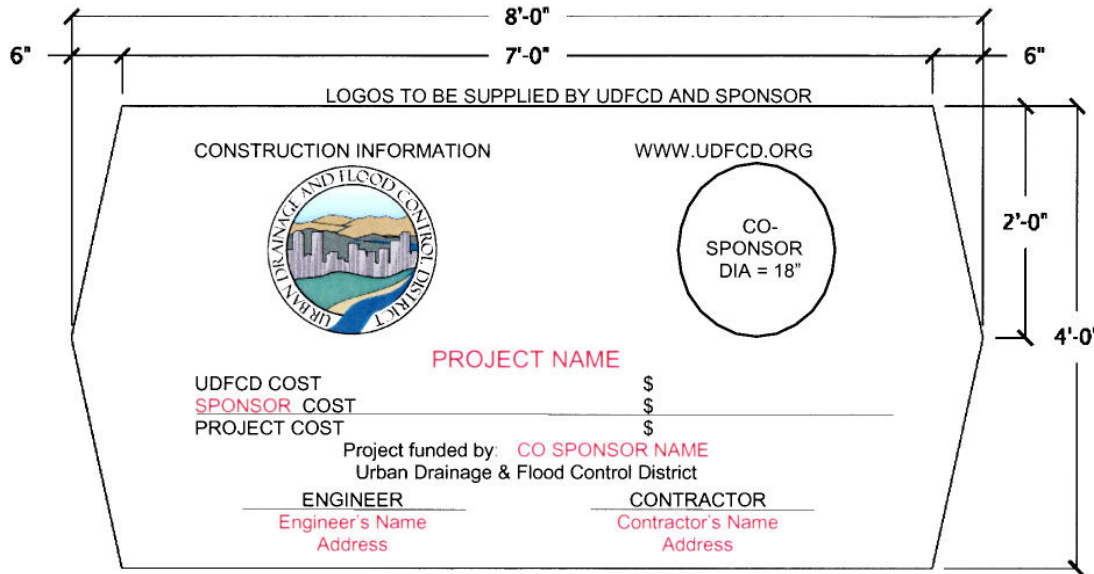 8'-0"
6" 7'-0" 6"
LOGOS TO BE SUPPLIED BY UDFCD AND SPONSOR
CONSTRUCTION INFORMATION WWW.UDFCD.ORG
URBAN DRAINAGE AND FLOOD CONTROL DISTRICT
CO-
SPONSOR
DIA = 18"
2'-0"
4'-0"
PROJECT NAME
UDFCD COST $
SPONSOR COST $
PROJECT COST $
Project funded by: CO SPONSOR NAME
Urban Drainage & Flood Control District
ENGINEER CONTRACTOR
Engineer's Name Contractor's Name
Address Address